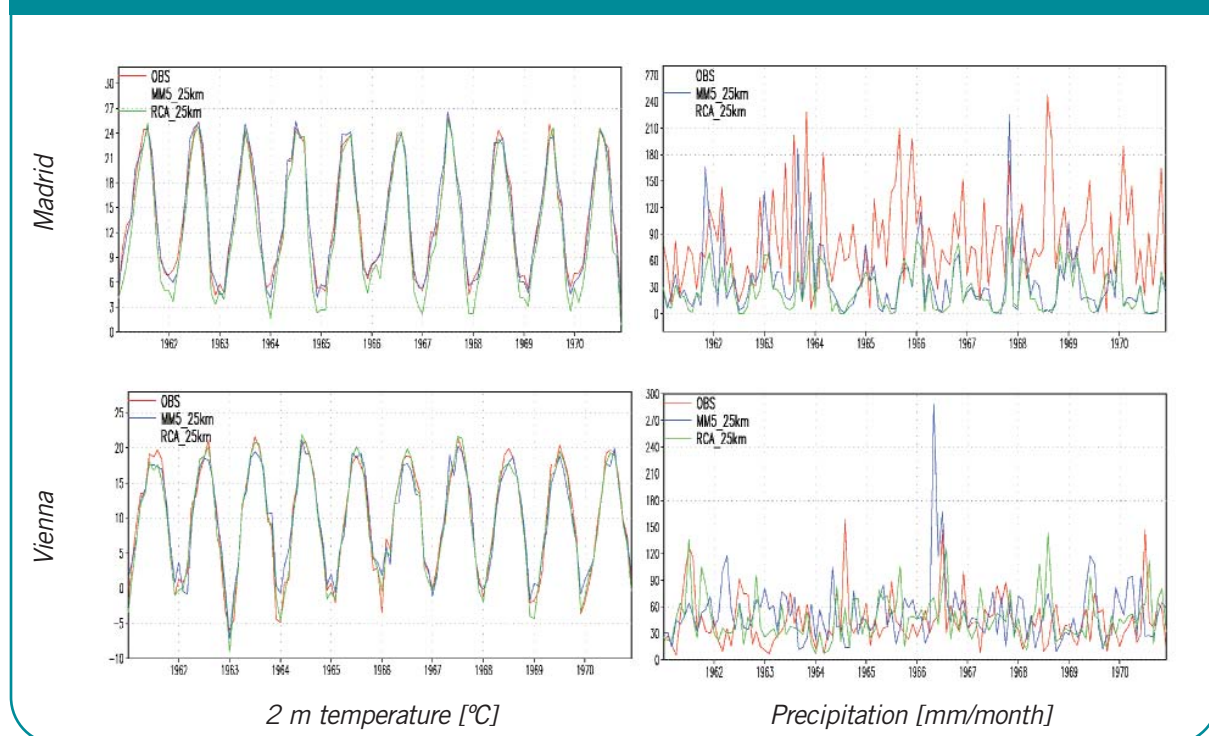 Madrid
OBS
MM5_25km
RCA_25km
30
27
24
21
18
15
12
9
6
3
0
1962 1963 1964 1965 1966 1967 1968 1969 1970
OBS
MM5_25km
RCA_25km
270
240
210
180
150
120
90
60
30
0
1962 1963 1964 1965 1966 1967 1968 1969 1970
Vienna
OBS
MM5_25km
RCA_25km
25
20
15
10
5
0
-5
-10
1962 1963 1964 1965 1966 1967 1968 1969 1970
OBS
MM5_25km
RCA_25km
300
270
240
210
180
150
120
90
60
30
0
1962 1963 1964 1965 1966 1967 1968 1969 1970
2 m temperature [ºC]
Precipitation [mm/month]